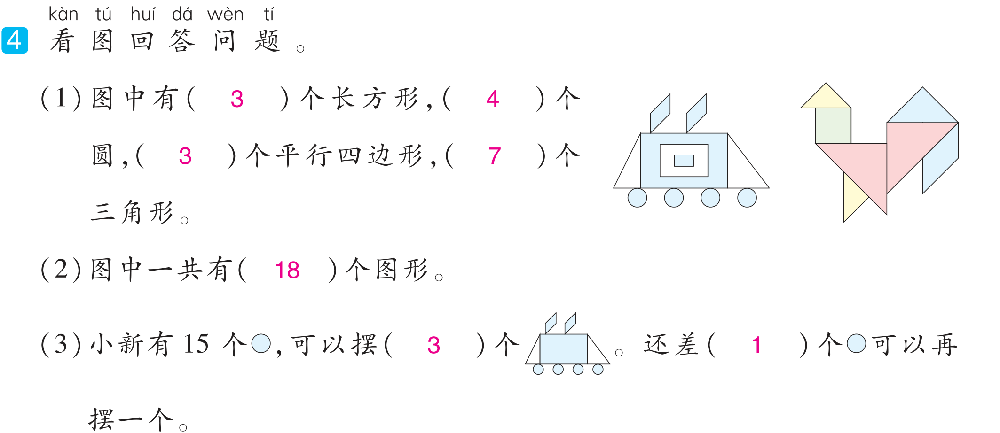 kàn tú huí dá wèn tí
4 看图回答问题。
(1)图中有( 3 )个长方形,( 4 )个
圆,( 3 )个平行四边形,( 7 )个
三角形。
(2)图中一共有( 18 )个图形。
(3)小新有 15 个,可以摆( 3 )个。还差( 1 )个可以再
摆一个。